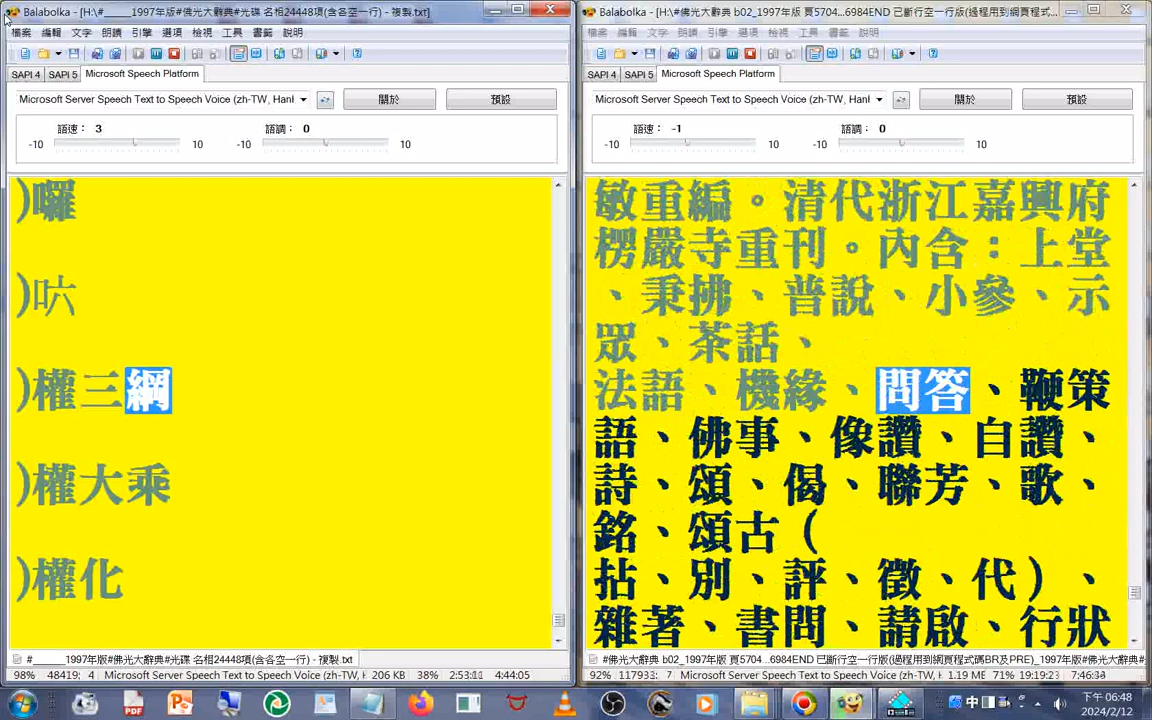 Balabolka - [H:\#_____1997年版#佛光大辭典#光碟 名相24448項(含各空一行) - 複製.txt]
檔案 編輯 文字 朗讀 引擎 選項 檢視 工具 書籤 說明
SAPI 4 SAPI 5 Microsoft Speech Platform
Microsoft Server Speech Text to Speech Voice (zh-TW, Hanl
關於 預設
語速： 3 語調： 0
-10 10 -10 10
)囉
)㕫
)權三綱
)權大乘
)權化
#_____1997年版#佛光大辭典#光碟 名相24448項(含各空一行) - 複製.txt
98% 48419: 4 Microsoft Server Speech Text to Speech Voice (zh-TW, H 206 KB 38% 2:53:11 4:44:05
Balabolka - [H:\#佛光大辭典 b02_1997年版 頁5704...6984END 已斷行空一行版(過程用到網頁程式...
檔案 編輯 文字 朗讀 引擎 選項 檢視 工具 書籤 說明
SAPI 4 SAPI 5 Microsoft Speech Platform
Microsoft Server Speech Text to Speech Voice (zh-TW, Hanl
關於 預設
語速： -1 語調： 0
-10 10 -10 10
敏重編。清代浙江嘉興府
楞嚴寺重刊。內含：上堂
、秉拂、普說、小參、示
眾、茶話、
法語、機緣、問答、鞭策
語、佛事、像讚、自讚、
詩、頌、偈、聯芳、歌、
銘、頌古（
拈、別、評、徵、代）、
雜著、書問、請啟、行狀
#佛光大辭典 b02_1997年版 頁5704...6984END 已斷行空一行版(過程用到網頁程式碼BR及PRE)_1997年版#
92% 117933: 7 Microsoft Server Speech Text to Speech Voice (zh-TW, H 1.19 MB 71% 19:19:23 7:46:34
中
下午 06:48
2024/2/12